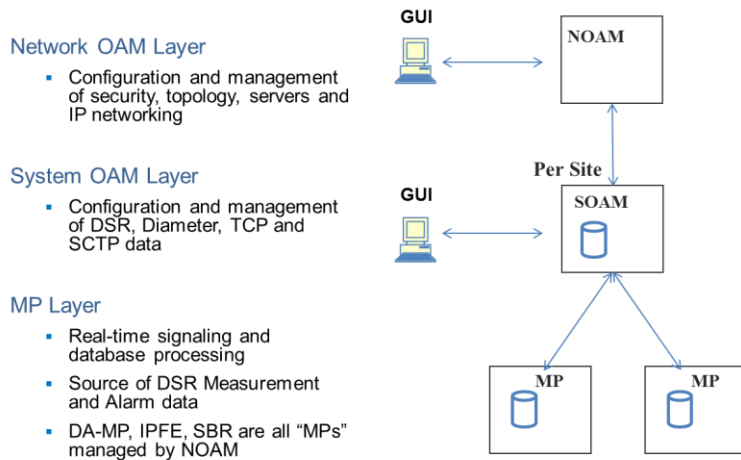 Network OAM Layer
▪ Configuration and management
of security, topology, servers and
IP networking
System OAM Layer
▪ Configuration and management
of DSR, Diameter, TCP and
SCTP data
MP Layer
▪ Real-time signaling and
database processing
▪ Source of DSR Measurement
and Alarm data
▪ DA-MP, IPFE, SBR are all “MPs”
managed by NOAM
GUI
NOAM
Per Site
GUI
SOAM
MP
MP